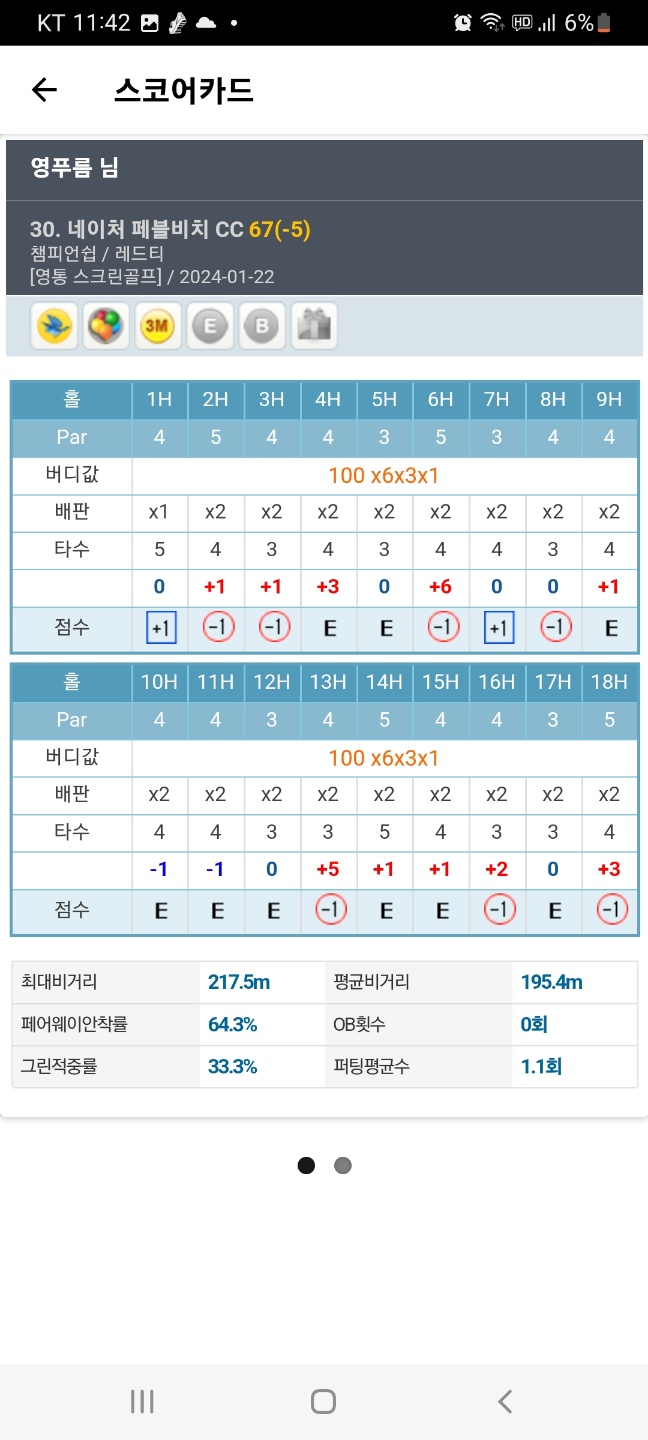 KT 11:42 HD 6%
스코어카드
영푸름 님
30. 네이처 페블비치 CC 67(-5)
챔피언쉽 / 레드티
[영통 스크린골프] / 2024-01-22
3M E B
홀 1H 2H 3H 4H 5H 6H 7H 8H 9H
Par 4 5 4 4 3 5 3 4 4
버디값 100 x6x3x1
배판 x1 x2 x2 x2 x2 x2 x2 x2 x2
타수 5 4 3 4 3 4 4 3 4
0 +1 +1 +3 0 +6 0 0 +1
점수 +1 -1 -1 E E -1 +1 -1 E
홀 10H 11H 12H 13H 14H 15H 16H 17H 18H
Par 4 4 3 4 5 4 4 3 5
버디값 100 x6x3x1
배판 x2 x2 x2 x2 x2 x2 x2 x2 x2
타수 4 4 3 3 5 4 3 3 4
-1 -1 0 +5 +1 +1 +2 0 +3
점수 E E E -1 E E -1 E -1
최대비거리 217.5m 평균비거리 195.4m
페어웨이안착률 64.3% OB횟수 0회
그린적중률 33.3% 퍼팅평균수 1.1회